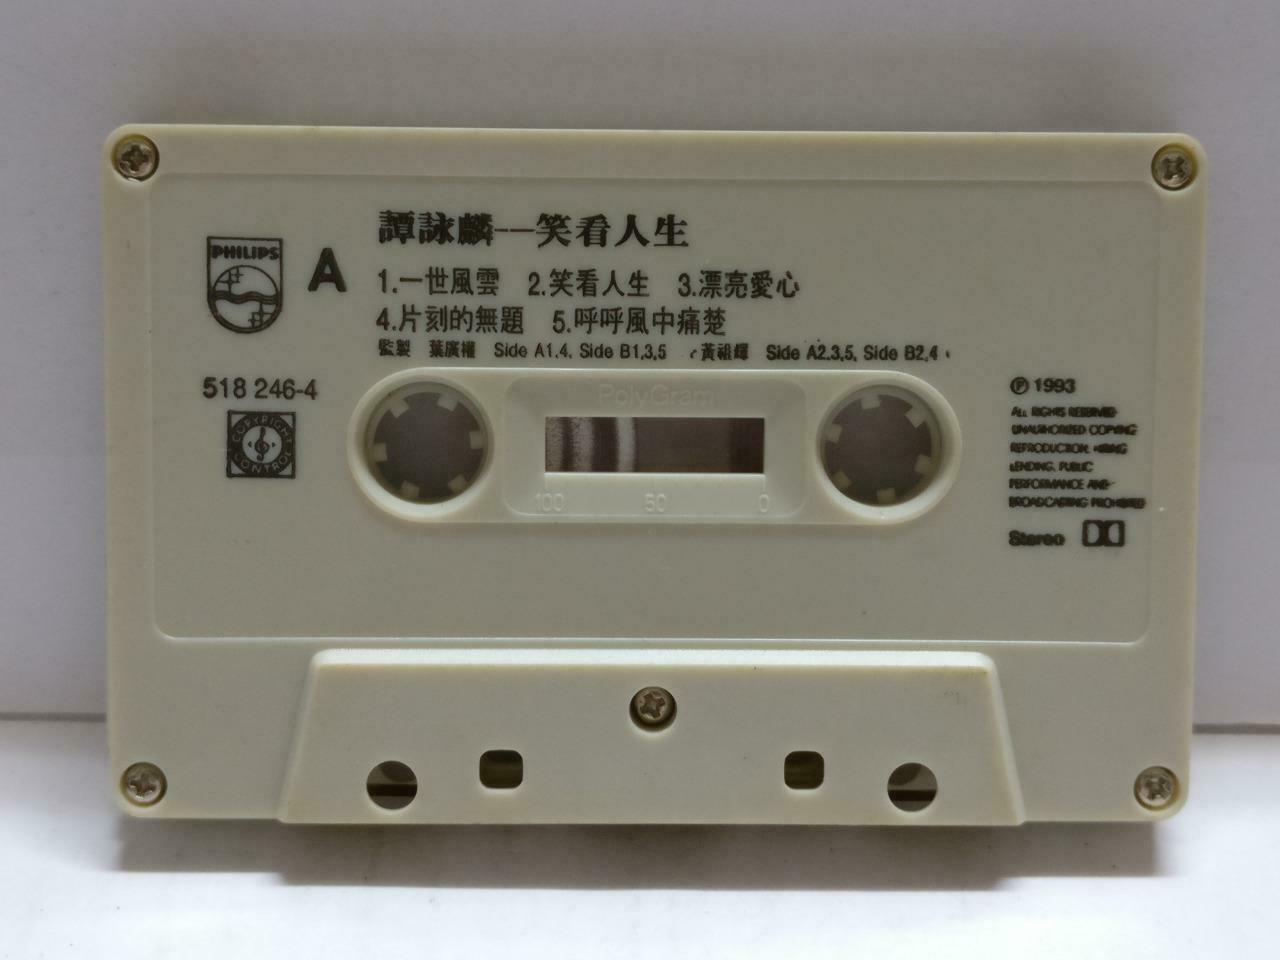 譚詠麟──笑看人生
PHILIPS
A
1.一世風雲 2.笑看人生 3.漂亮愛心
4.片刻的無題 5.呼呼風中痛楚
監製 葉廣權 Side A1,4, Side B1,3,5 黃祖輝 Side A2,3,5, Side B2,4
518 246-4
COPYRIGHT CONTROL
PolyGram
100 50 0
Ⓟ 1993
ALL RIGHTS RESERVED
UNAUTHORIZED COPYING
REPRODUCTION, HIRING
LENDING, PUBLIC
PERFORMANCE AND
BROADCASTING PROHIBITED
Stereo